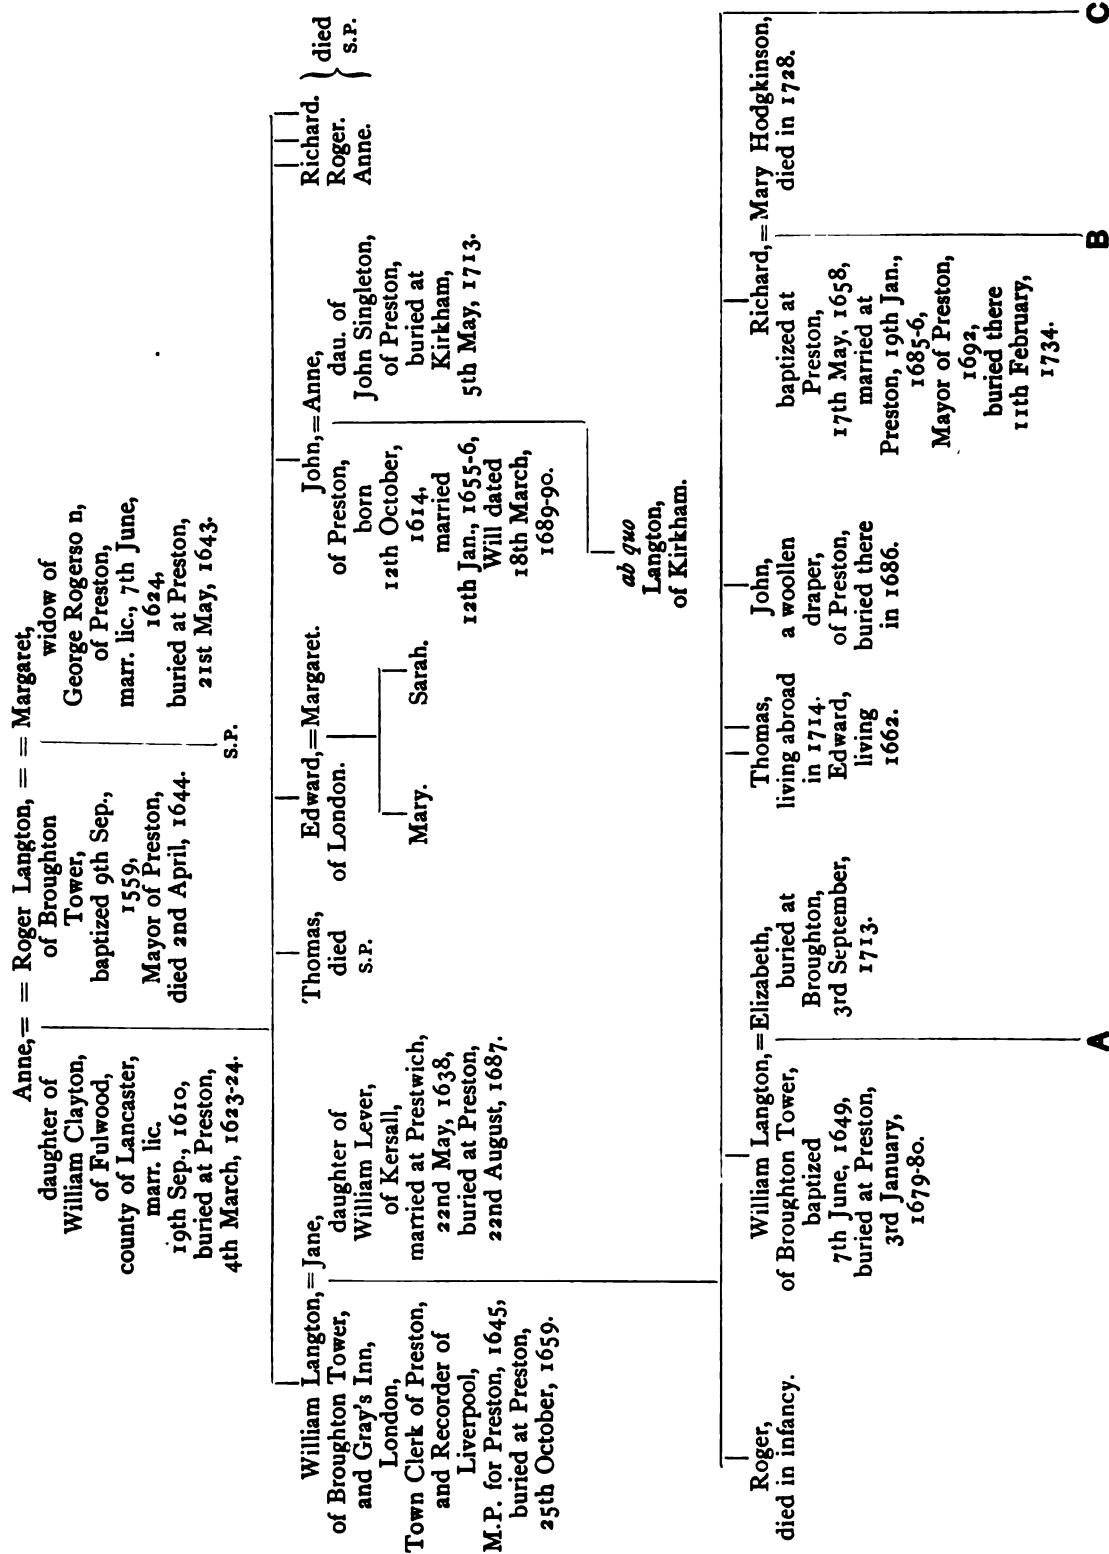 Anne,= = Roger Langton, = = Margaret,
daughter of
William Clayton,
of Fulwood,
county of Lancaster,
marr. lic.
19th Sep., 1610,
buried at Preston,
4th March, 1623-24.
of Broughton
Tower,
baptized 9th Sep.,
1559,
Mayor of Preston,
died 2nd April, 1644.
widow of
George Rogerso n,
of Preston,
marr. lic., 7th June,
1624,
buried at Preston,
21st May, 1643.
s.p.
William Langton,=Jane,
of Broughton Tower,
and Gray's Inn,
London,
Town Clerk of Preston,
and Recorder of
Liverpool,
M.P. for Preston, 1645,
buried at Preston,
25th October, 1659.
daughter of
William Lever,
of Kersall,
married at Prestwich,
22nd May, 1638,
buried at Preston,
22nd August, 1687.
Thomas,
died
s.p.
Edward,=Margaret.
of London.
Mary. Sarah.
John,=Anne,
of Preston,
born
12th October,
1614,
married
12th Jan., 1655-6,
Will dated
18th March,
1689-90.
dau. of
John Singleton,
of Preston,
buried at
Kirkham,
5th May, 1713.
ab quo
Langton,
of Kirkham.
Richard.
Roger.
Anne.
} died
s.p.
Roger,
died in infancy.
William Langton,=Elizabeth,
of Broughton Tower,
baptized
7th June, 1649,
buried at Preston,
3rd January,
1679-80.
buried at
Broughton,
3rd September,
1713.
Thomas,
living abroad
in 1714.
Edward,
living
1662.
John,
a woollen
draper,
of Preston,
buried there
in 1686.
Richard,=Mary Hodgkinson,
baptized at
Preston,
17th May, 1658,
married at
Preston, 19th Jan.,
1685-6,
Mayor of Preston,
1692,
buried there
11th February,
1734.
died in 1728.
A
B
C